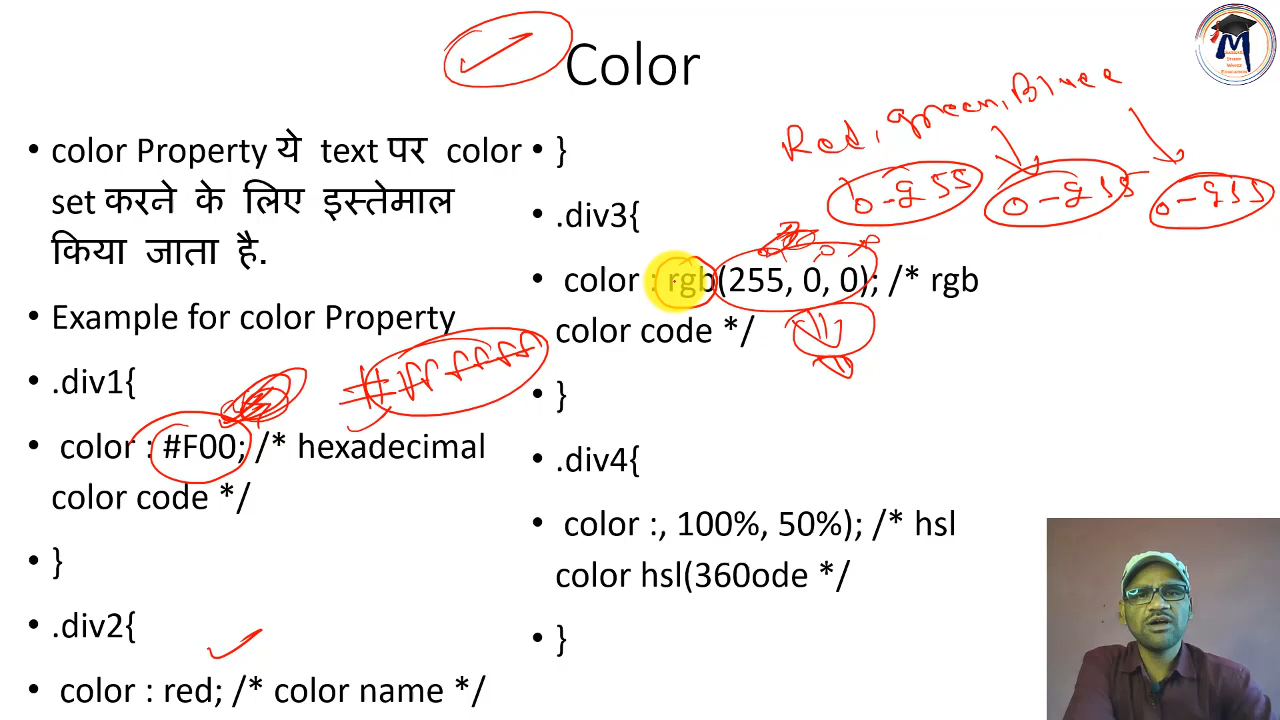 Color
• color Property ये text पर color
set करने के लिए इस्तेमाल
किया जाता है.
• Example for color Property
• .div1{
• color : #F00; /* hexadecimal
color code */
• }
• .div2{
• color : red; /* color name */
• }
• .div3{
• color : rgb(255, 0, 0); /* rgb
color code */
• }
• .div4{
• color :, 100%, 50%); /* hsl
color hsl(360ode */
• }
Red, green, Bluee
0-255 0-255 0-255
#ffffff
M